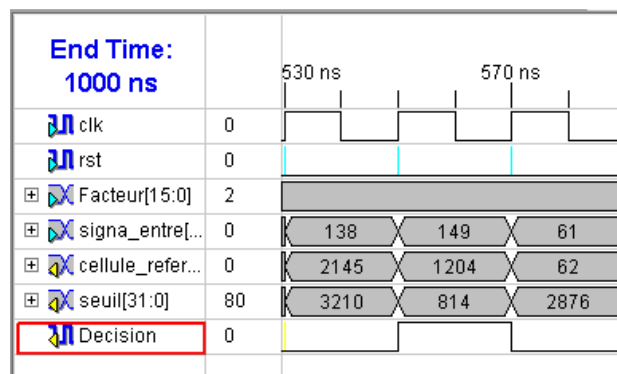 End Time:
1000 ns
530 ns 570 ns
clk 0
rst 0
Facteur[15:0] 2
signa_entre[... 0 138 149 61
cellule_refer... 0 2145 1204 62
seuil[31:0] 80 3210 814 2876
Decision 0